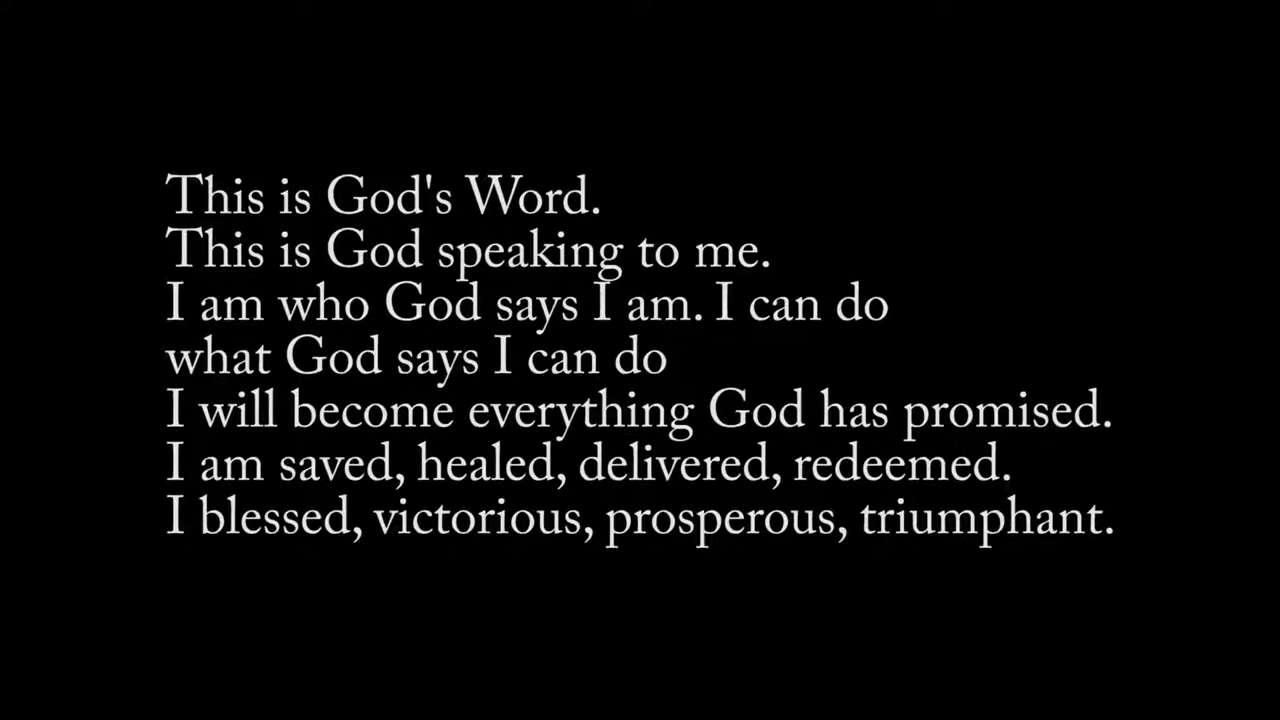 This is God's Word.
This is God speaking to me.
I am who God says I am. I can do
what God says I can do
I will become everything God has promised.
I am saved, healed, delivered, redeemed.
I blessed, victorious, prosperous, triumphant.